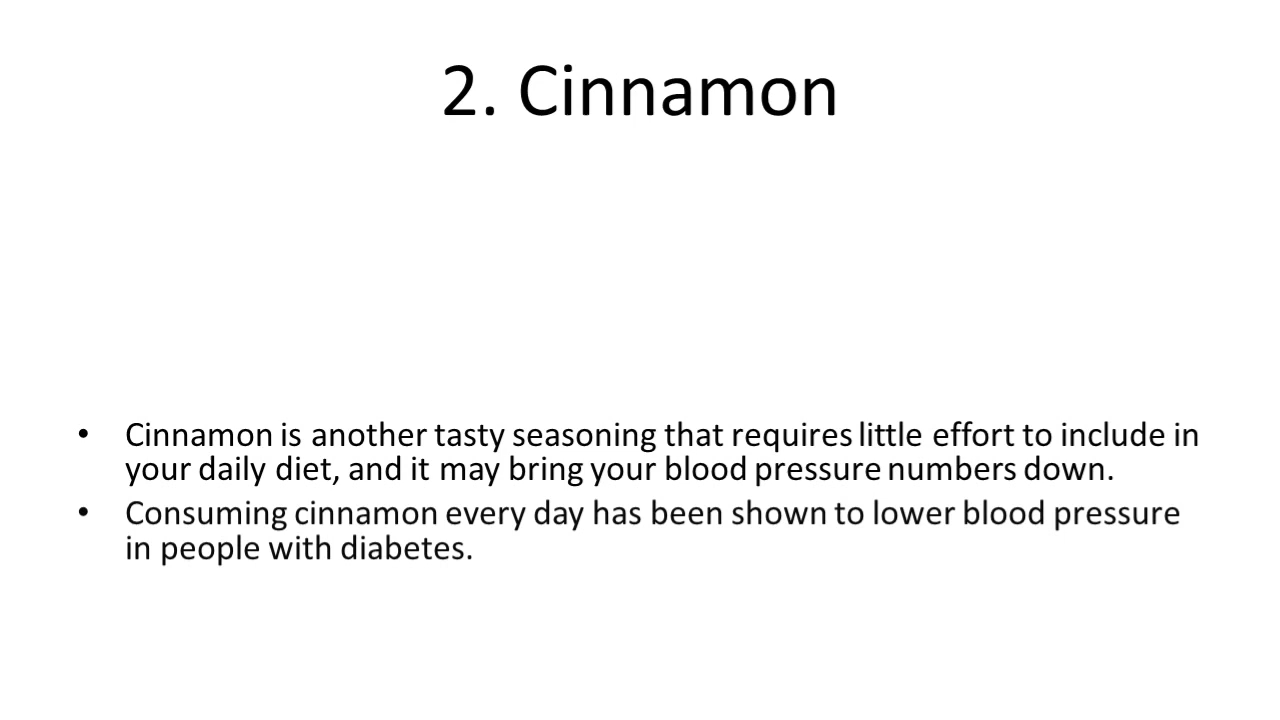 2. Cinnamon
• Cinnamon is another tasty seasoning that requires little effort to include in
your daily diet, and it may bring your blood pressure numbers down.
• Consuming cinnamon every day has been shown to lower blood pressure
in people with diabetes.